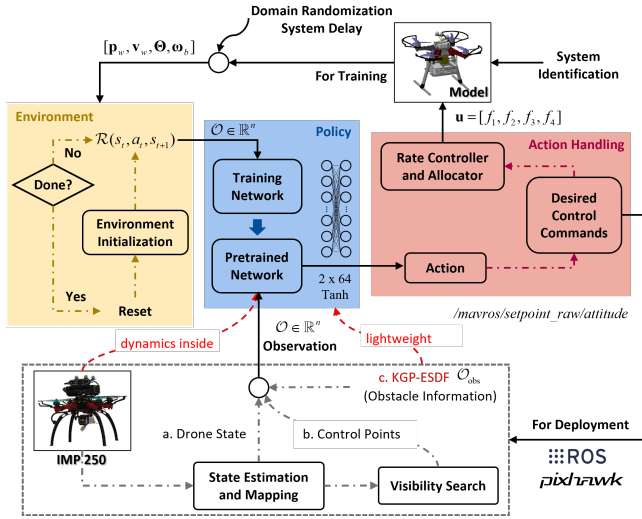 Domain Randomization
System Delay
[p_w, v_w, Θ, ω_b]
For Training
Model
System
Identification
u = [f_1, f_2, f_3, f_4]
Environment
No
R(s_t, a_t, s_{t+1})
Done?
Environment
Initialization
Yes
Reset
O ∈ ℝ^n
Policy
Training
Network
Pretrained
Network
2 x 64
Tanh
Action Handling
Rate Controller
and Allocator
Desired
Control
Commands
Action
/mavros/setpoint_raw/attitude
dynamics inside
O ∈ ℝ^n
Observation
lightweight
c. KGP-ESDF O_obs
(Obstacle Information)
IMP 250
a. Drone State
b. Control Points
State Estimation
and Mapping
Visibility Search
For Deployment
ROS
pixhawk